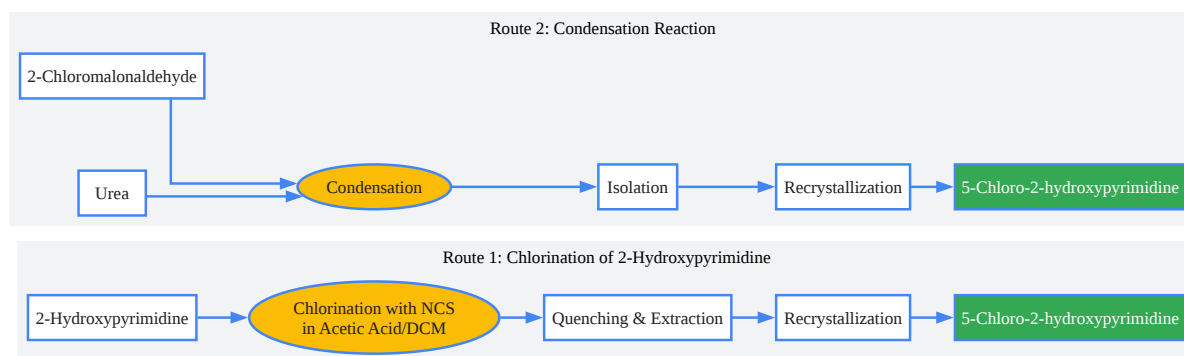 Route 2: Condensation Reaction
2-Chloromalonaldehyde
Urea
Condensation
Isolation
Recrystallization
5-Chloro-2-hydroxypyrimidine
Route 1: Chlorination of 2-Hydroxypyrimidine
2-Hydroxypyrimidine
Chlorination with NCS
in Acetic Acid/DCM
Quenching & Extraction
Recrystallization
5-Chloro-2-hydroxypyrimidine